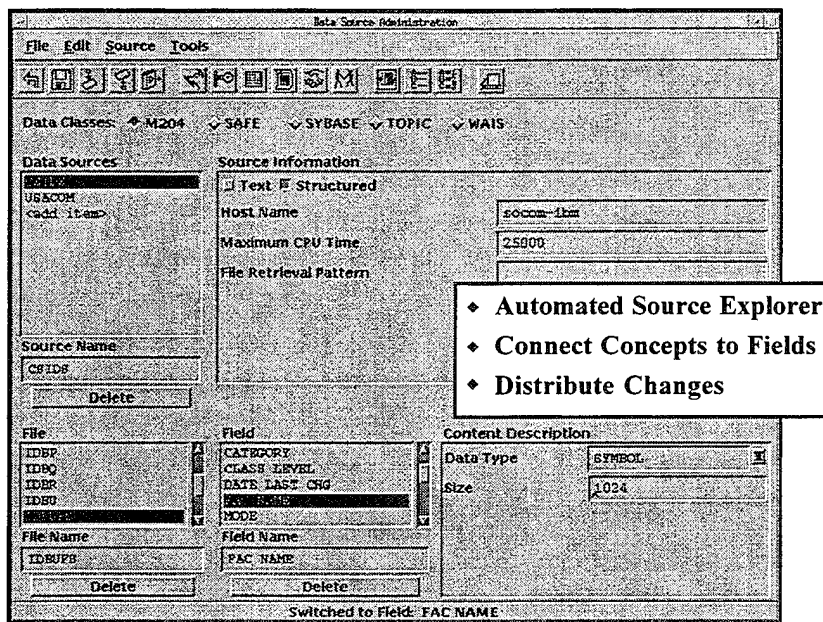 Data Source Administration
File Edit Source Tools
Data Classes: M204 SAFE SYBASE TOPIC WAIS
Data Sources
USACOM
<add item>
Source Name
CSIDS
Delete
Source Information
Text Structured
Host Name socom-ibm
Maximum CPU Time 25000
File Retrieval Pattern
Automated Source Explorer
Connect Concepts to Fields
Distribute Changes
File
IDBP
IDBQ
IDBR
IDBU
File Name
IDBUFB
Delete
Field
CATEGORY
CLASS LEVEL
DATE LAST CHG
MODE
Field Name
FAC NAME
Delete
Content Description
Data Type SYMBOL
Size 1024
Switched to Field: FAC NAME